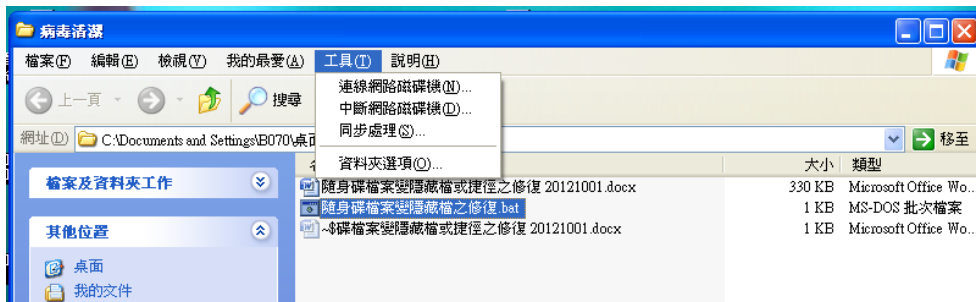 病毒清潔
檔案(F) 編輯(E) 檢視(V) 我的最愛(A) 工具(T) 說明(H)
連線網路磁碟機(N)...
中斷網路磁碟機(D)...
同步處理(S)...
資料夾選項(O)...
上一頁 搜尋
網址(D) C:\Documents and Settings\B070\桌面 移至
大小 類型
檔案及資料夾工作
隨身碟檔案變隱藏檔或捷徑之修復 20121001.docx 330 KB Microsoft Office Wo...
隨身碟檔案變隱藏檔之修復.bat 1 KB MS-DOS 批次檔案
~$碟檔案變隱藏檔或捷徑之修復 20121001.docx 1 KB Microsoft Office Wo...
其他位置
桌面
我的文件